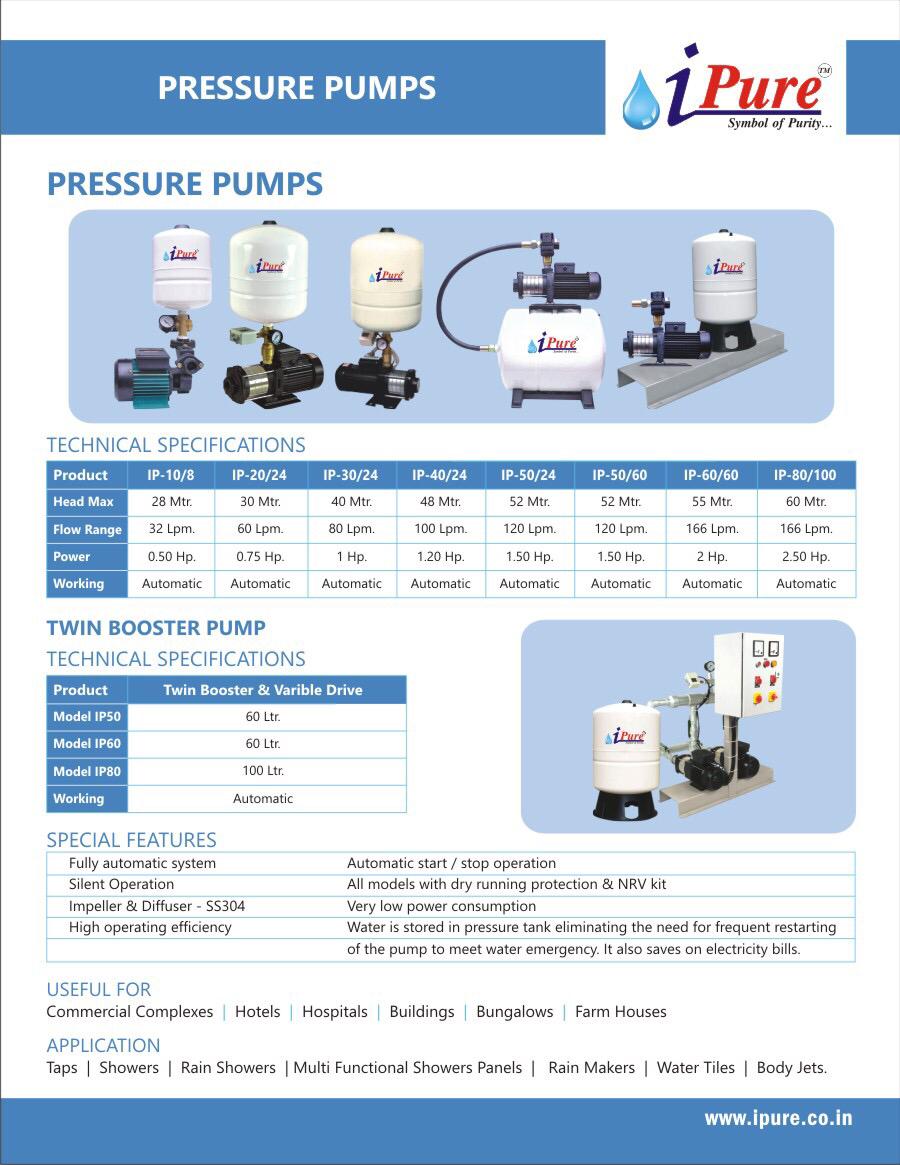 PRESSURE PUMPS
iPure TM
Symbol of Purity...
PRESSURE PUMPS
iPure
iPure
iPure
iPure
Symbol of Purity...
iPure
TECHNICAL SPECIFICATIONS
Product IP-10/8 IP-20/24 IP-30/24 IP-40/24 IP-50/24 IP-50/60 IP-60/60 IP-80/100
Head Max 28 Mtr. 30 Mtr. 40 Mtr. 48 Mtr. 52 Mtr. 52 Mtr. 55 Mtr. 60 Mtr.
Flow Range 32 Lpm. 60 Lpm. 80 Lpm. 100 Lpm. 120 Lpm. 120 Lpm. 166 Lpm. 166 Lpm.
Power 0.50 Hp. 0.75 Hp. 1 Hp. 1.20 Hp. 1.50 Hp. 1.50 Hp. 2 Hp. 2.50 Hp.
Working Automatic Automatic Automatic Automatic Automatic Automatic Automatic Automatic
TWIN BOOSTER PUMP
TECHNICAL SPECIFICATIONS
Product Twin Booster & Varible Drive
Model IP50 60 Ltr.
Model IP60 60 Ltr.
Model IP80 100 Ltr.
Working Automatic
iPure
SPECIAL FEATURES
Fully automatic system Automatic start / stop operation
Silent Operation All models with dry running protection & NRV kit
Impeller & Diffuser - SS304 Very low power consumption
High operating efficiency Water is stored in pressure tank eliminating the need for frequent restarting
of the pump to meet water emergency. It also saves on electricity bills.
USEFUL FOR
Commercial Complexes | Hotels | Hospitals | Buildings | Bungalows | Farm Houses
APPLICATION
Taps | Showers | Rain Showers | Multi Functional Showers Panels | Rain Makers | Water Tiles | Body Jets.
www.ipure.co.in